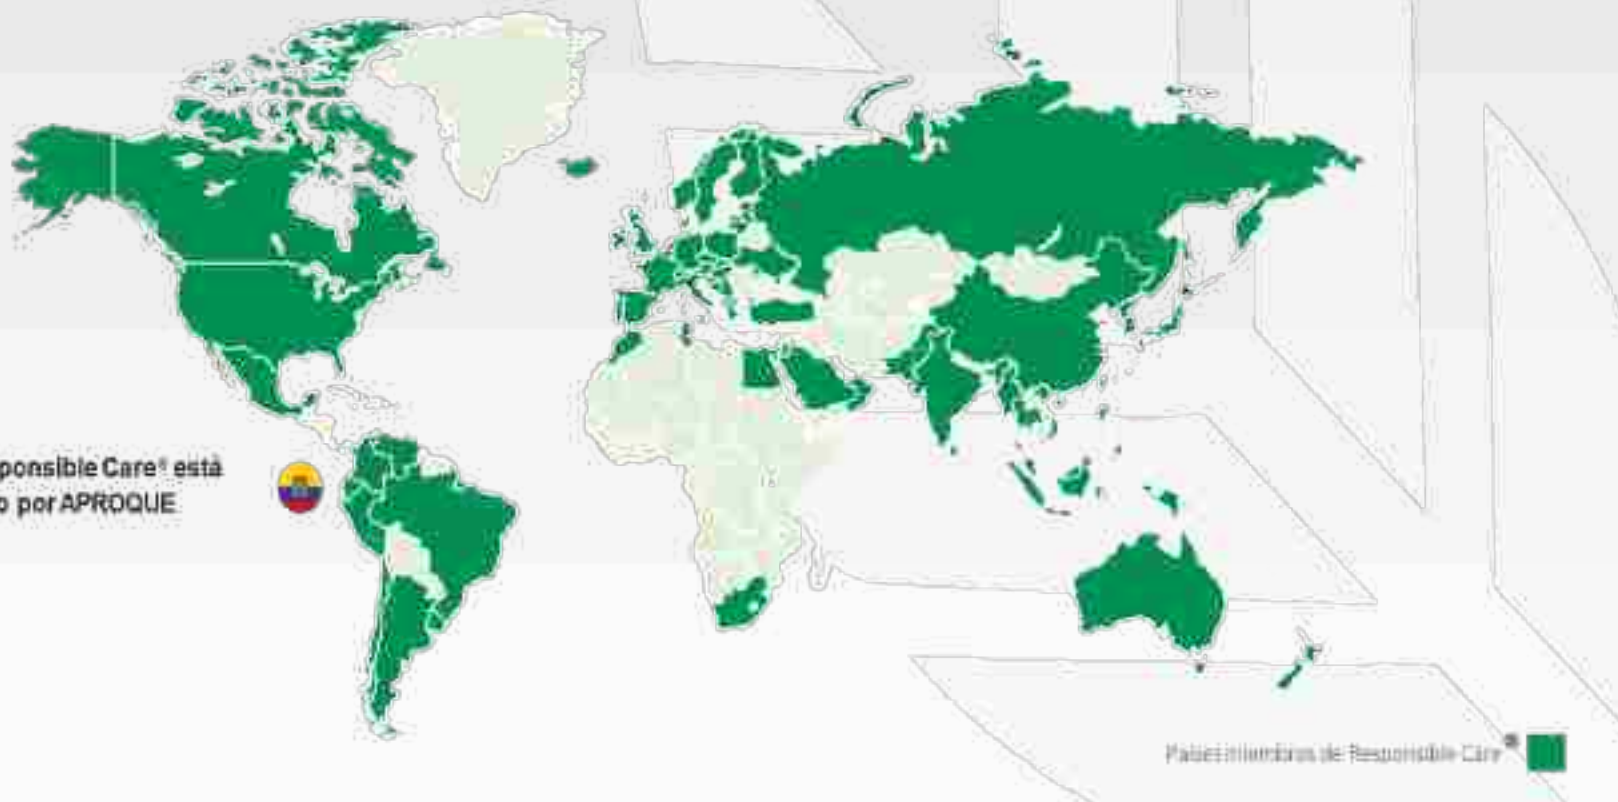 ponsible Care® está
o por APROQUE
Países miembros de Responsible Care®